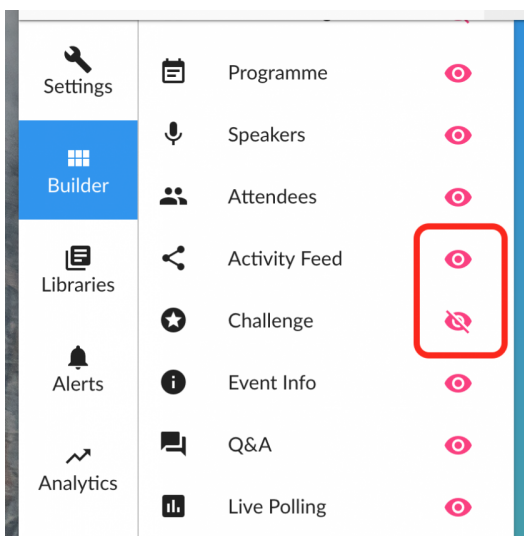 Settings
Builder
Libraries
Alerts
Analytics
Programme
Speakers
Attendees
Activity Feed
Challenge
Event Info
Q&A
Live Polling